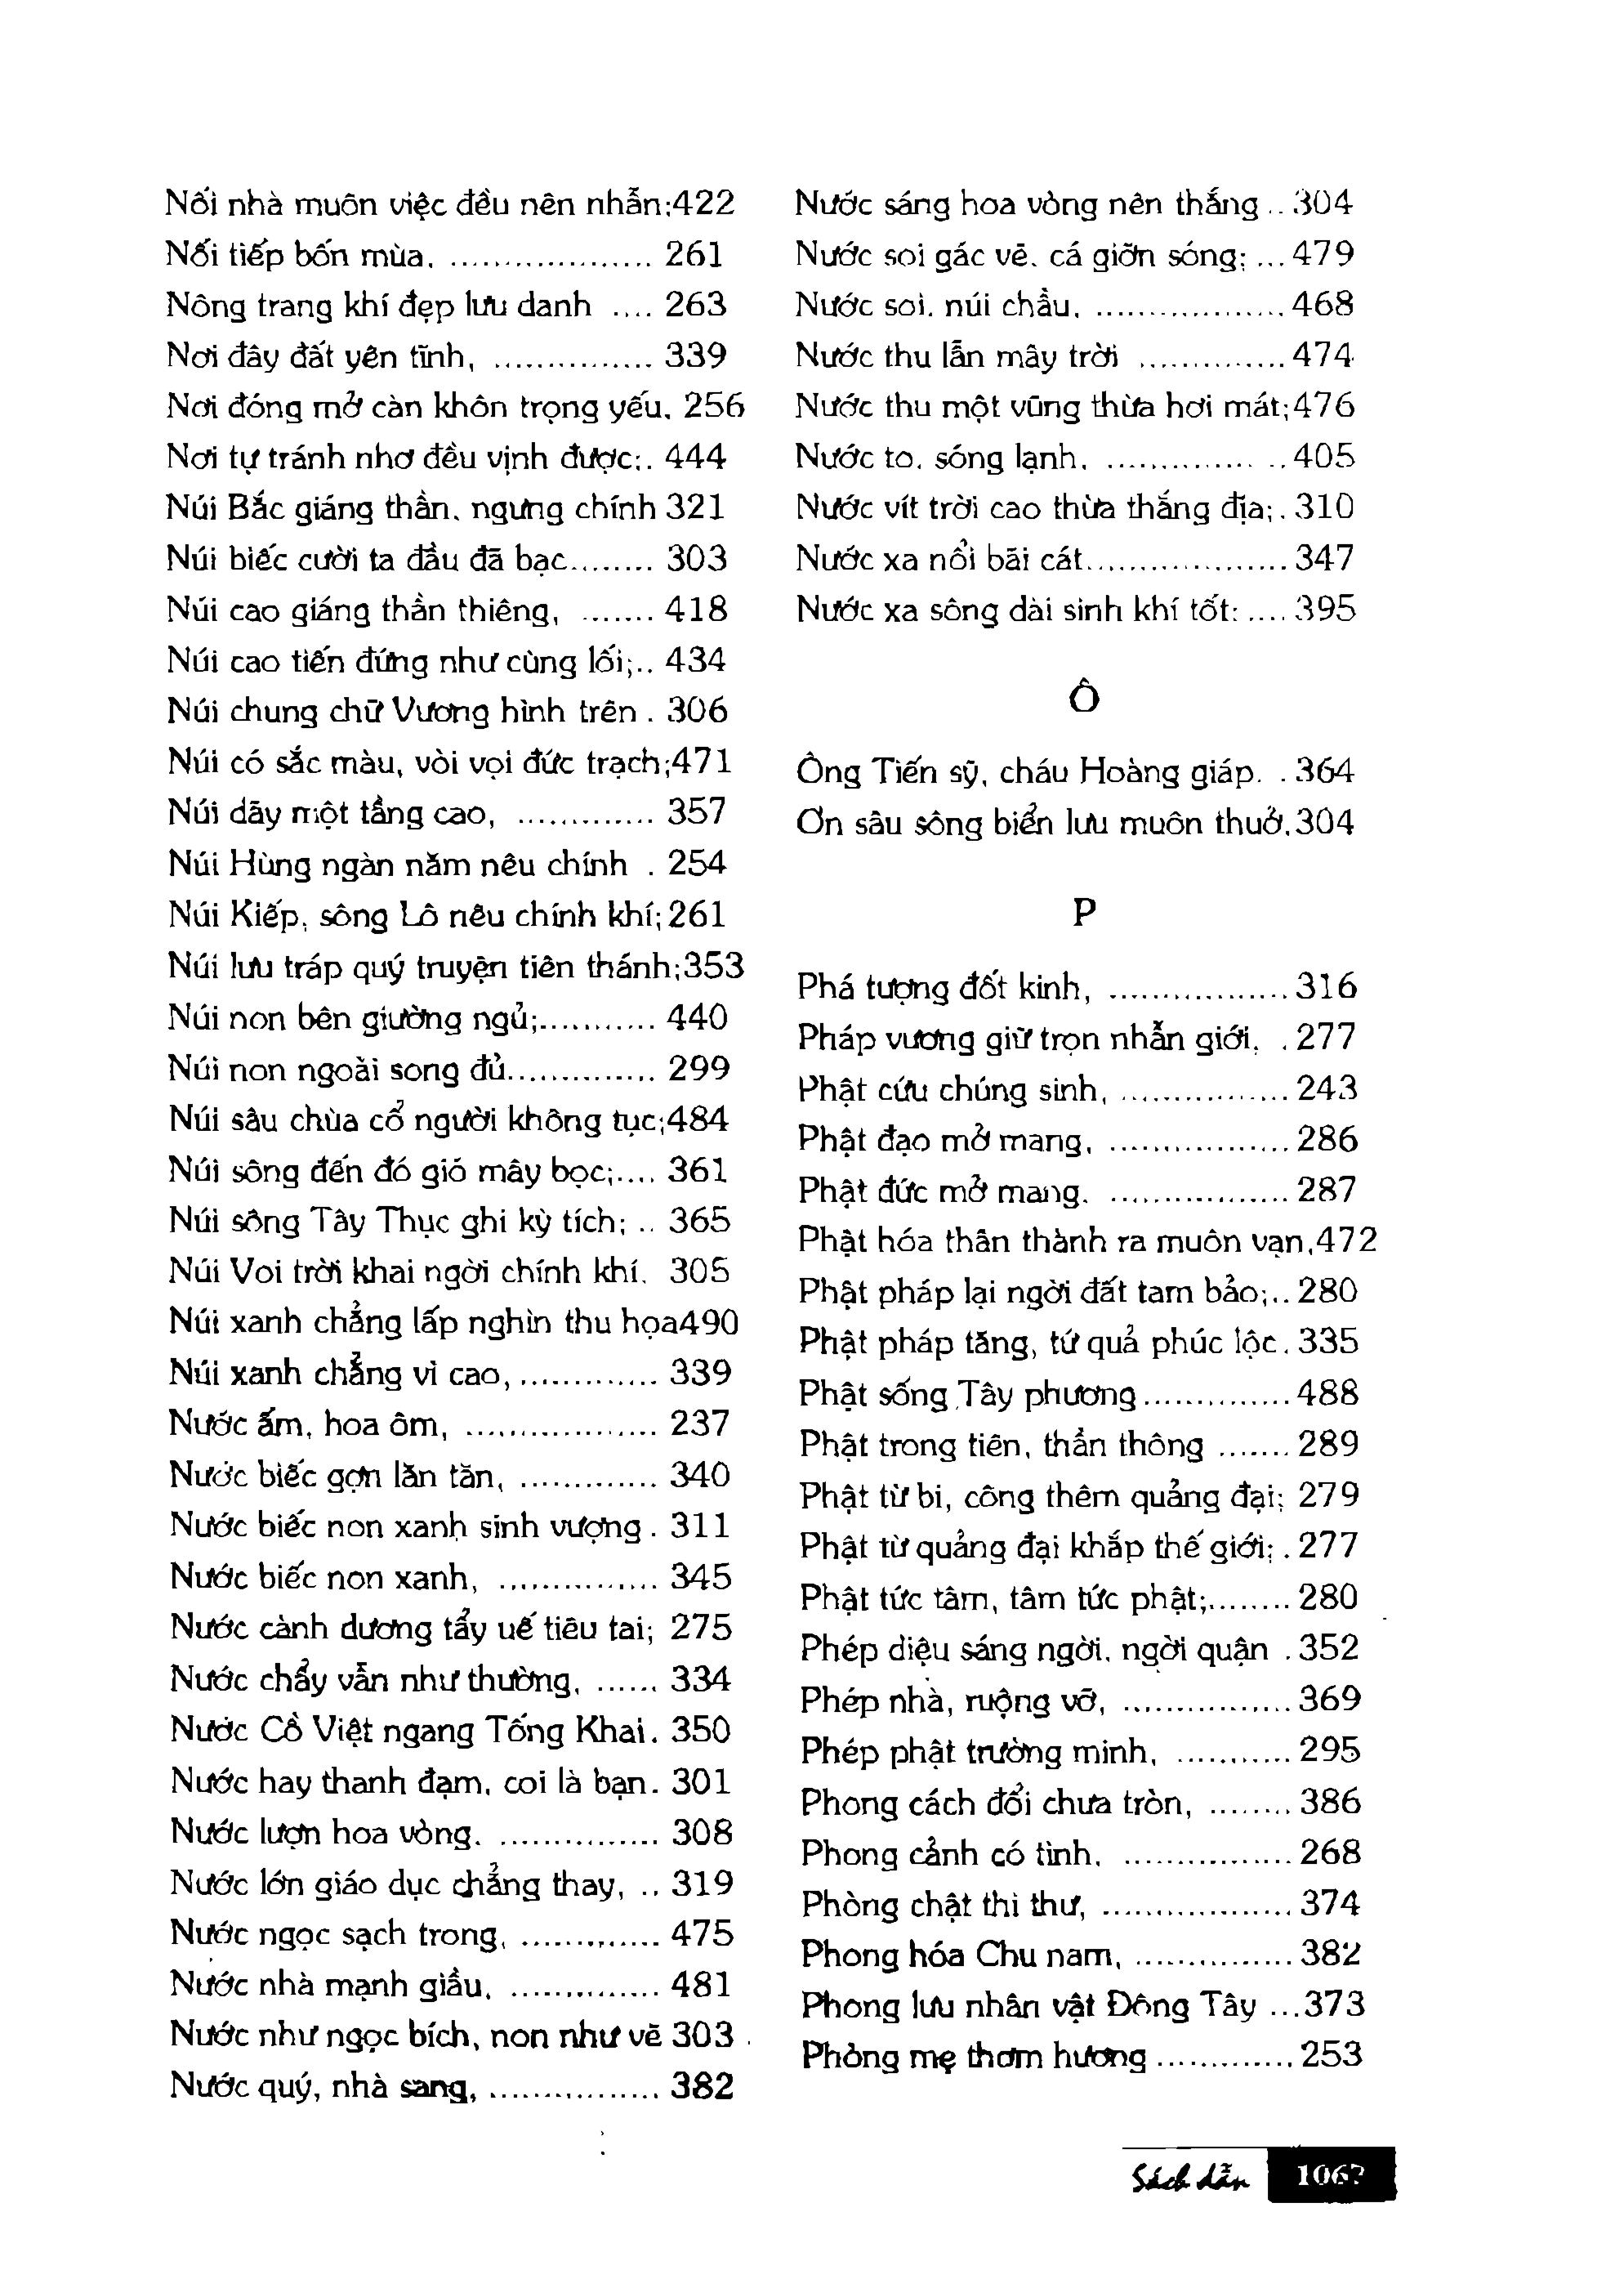 Nối nhà muôn việc đều nên nhẫn;422
Nối tiếp bốn mùa, ................... 261
Nông trang khí đẹp lưu danh .... 263
Nơi đây đất yên tĩnh, ............... 339
Nơi đóng mở càn khôn trọng yếu, 256
Nơi tự tránh nhơ đều vịnh được;. 444
Núi Bắc giáng thần, ngưng chính 321
Núi biếc cười ta đầu đã bạc........ 303
Núi cao giáng thần thiêng, ....... 418
Núi cao tiến đứng như cùng lối;.. 434
Núi chung chữ Vương hình trên . 306
Núi có sắc màu, vòi vọi đức trạch;471
Núi dãy một tầng cao, ............. 357
Núi Hùng ngàn năm nêu chính . 254
Núi Kiếp, sông Lô nêu chính khí;261
Núi lưu tráp quý truyện tiên thánh;353
Núi non bên giường ngủ;........... 440
Núi non ngoài song đủ.............. 299
Núi sâu chùa cổ người không tục;484
Núi sông đến đó gió mây bọc;.... 361
Núi sông Tây Thục ghi kỳ tích; .. 365
Núi Voi trời khai ngời chính khí, 305
Núi xanh chẳng lấp nghìn thu họa490
Núi xanh chẳng vì cao,............. 339
Nước ấm, hoa ôm, .................. 237
Nước biếc gợn lăn tăn, ............. 340
Nước biếc non xanh sinh vượng . 311
Nước biếc non xanh, ............... 345
Nước cành dương tẩy uế tiêu tai; 275
Nước chẩy vẫn như thường, ...... 334
Nước Cồ Việt ngang Tống Khai. 350
Nước hay thanh đạm, coi là bạn. 301
Nước lượn hoa vòng, ............... 308
Nước lớn giáo dục chẳng thay, .. 319
Nước ngọc sạch trong, ............. 475
Nước nhà mạnh giầu, .............. 481
Nước như ngọc bích, non như vẽ 303
Nước quý, nhà sang, ................ 382
Nước sáng hoa vòng nên thắng .. 304
Nước soi gác vẽ, cá giỡn sóng; ...479
Nước soi, núi chầu, ..................468
Nước thu lẫn mây trời ..............474
Nước thu một vũng thừa hơi mát;476
Nước to, sóng lạnh, .................405
Nước vít trời cao thừa thắng địa;.310
Nước xa nổi bãi cát...................347
Nước xa sông dài sinh khí tốt; ....395
Ô
Ông Tiến sỹ, cháu Hoàng giáp. .364
Ơn sâu sông biển lưu muôn thuở,304
P
Phá tượng đốt kinh, .................316
Pháp vương giữ trọn nhẫn giới, .277
Phật cứu chúng sinh, ................243
Phật đạo mở mang, .................286
Phật đức mở mang, .................287
Phật hóa thân thành ra muôn vạn,472
Phật pháp lại ngời đất tam bảo;..280
Phật pháp tăng, tứ quả phúc lộc.335
Phật sống Tây phương..............488
Phật trong tiên, thần thông .......289
Phật từ bi, công thêm quảng đại; 279
Phật từ quảng đại khắp thế giới; .277
Phật tức tâm, tâm tức phật;........280
Phép diệu sáng ngời, ngời quận .352
Phép nhà, ruộng vỡ, ................369
Phép phật trường minh, ...........295
Phong cách đổi chưa tròn, ........386
Phong cảnh có tình, ................268
Phòng chật thi thư, ..................374
Phong hóa Chu nam, ...............382
Phong lưu nhân vật Đông Tây ...373
Phòng mẹ thơm hương .............253
Sách dẫn